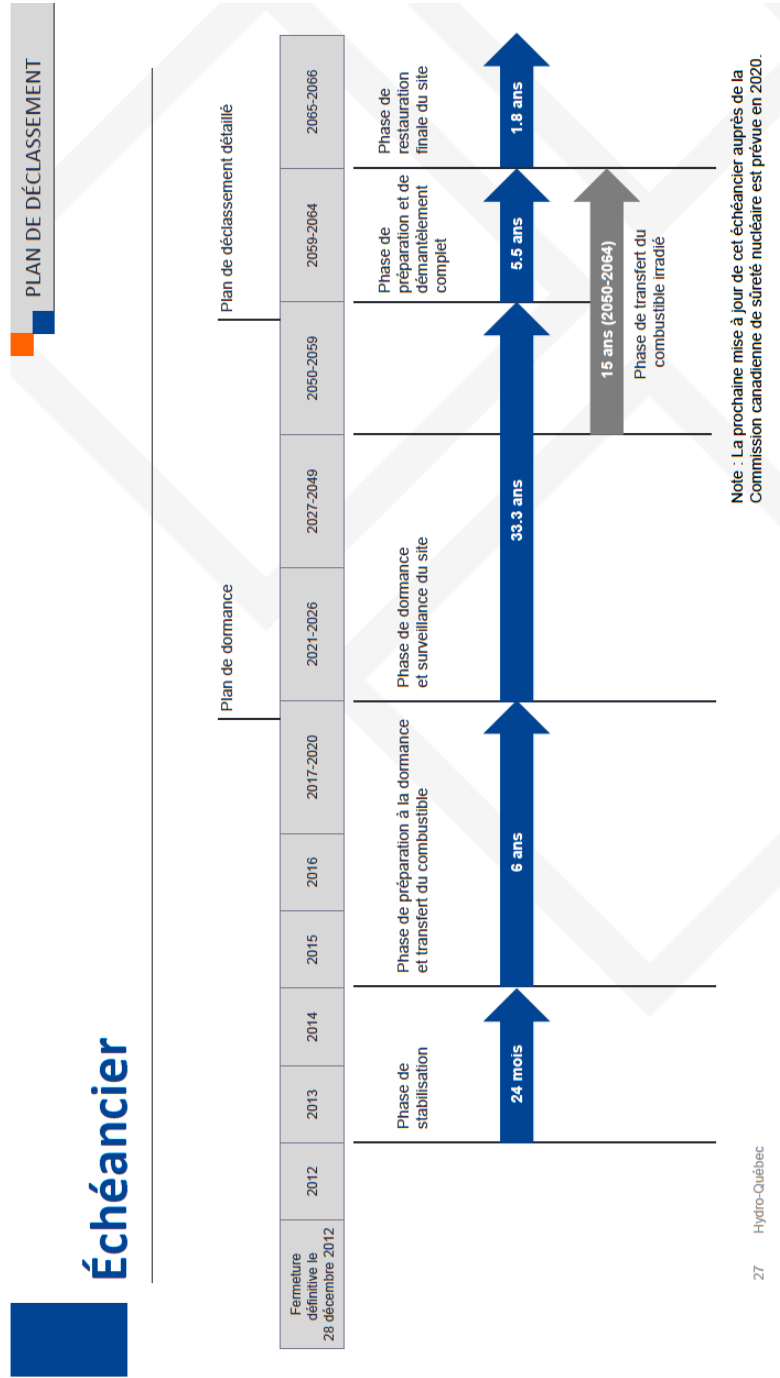 PLAN DE DÉCLASSEMENT
Échéancier
Plan de dormance
Plan de déclassement détaillé
Fermeture
définitive le
28 décembre 2012
2012
2013
2014
2015
2016
2017-2020
2021-2026
2027-2049
2050-2059
2059-2064
2065-2066
Phase de
stabilisation
Phase de préparation à la dormance
et transfert du combustible
Phase de dormance
et surveillance du site
Phase de
préparation et de
démantèlement
complet
Phase de
restauration
finale du site
24 mois
6 ans
33.3 ans
5.5 ans
1.8 ans
15 ans (2050-2064)
Phase de transfert du
combustible irradié
Note : La prochaine mise à jour de cet échéancier auprès de la
Commission canadienne de sûreté nucléaire est prévue en 2020.
27 Hydro-Québec